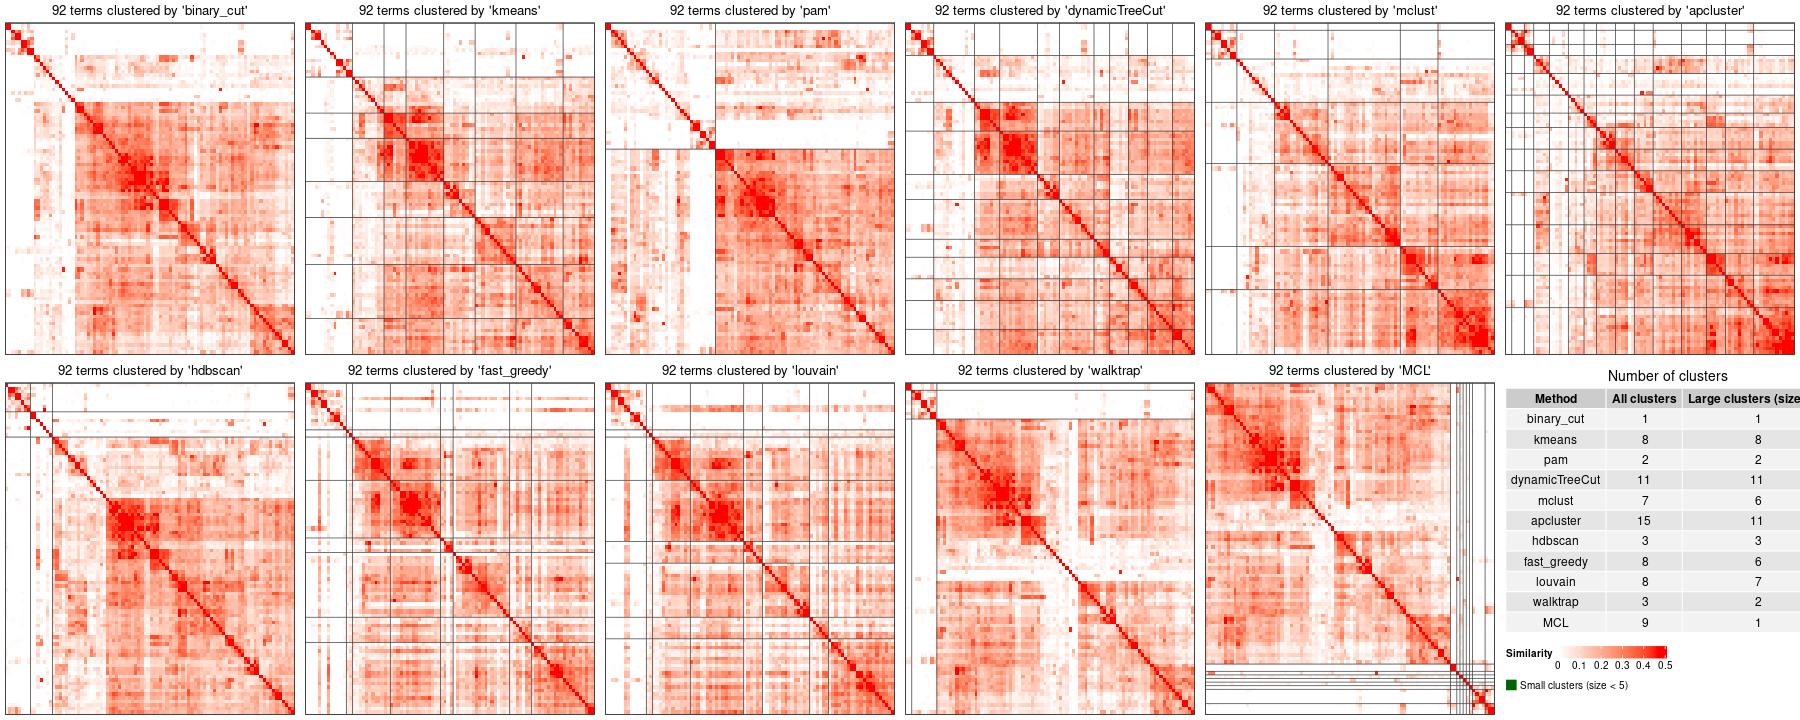 92 terms clustered by 'binary_cut'
92 terms clustered by 'kmeans'
92 terms clustered by 'pam'
92 terms clustered by 'dynamicTreeCut'
92 terms clustered by 'mclust'
92 terms clustered by 'apcluster'
92 terms clustered by 'hdbscan'
92 terms clustered by 'fast_greedy'
92 terms clustered by 'louvain'
92 terms clustered by 'walktrap'
92 terms clustered by 'MCL'
Number of clusters
Method All clusters Large clusters (size
binary_cut 1 1
kmeans 8 8
pam 2 2
dynamicTreeCut 11 11
mclust 7 6
apcluster 15 11
hdbscan 3 3
fast_greedy 8 6
louvain 8 7
walktrap 3 2
MCL 9 1
Similarity
0 0.1 0.2 0.3 0.4 0.5
Small clusters (size < 5)